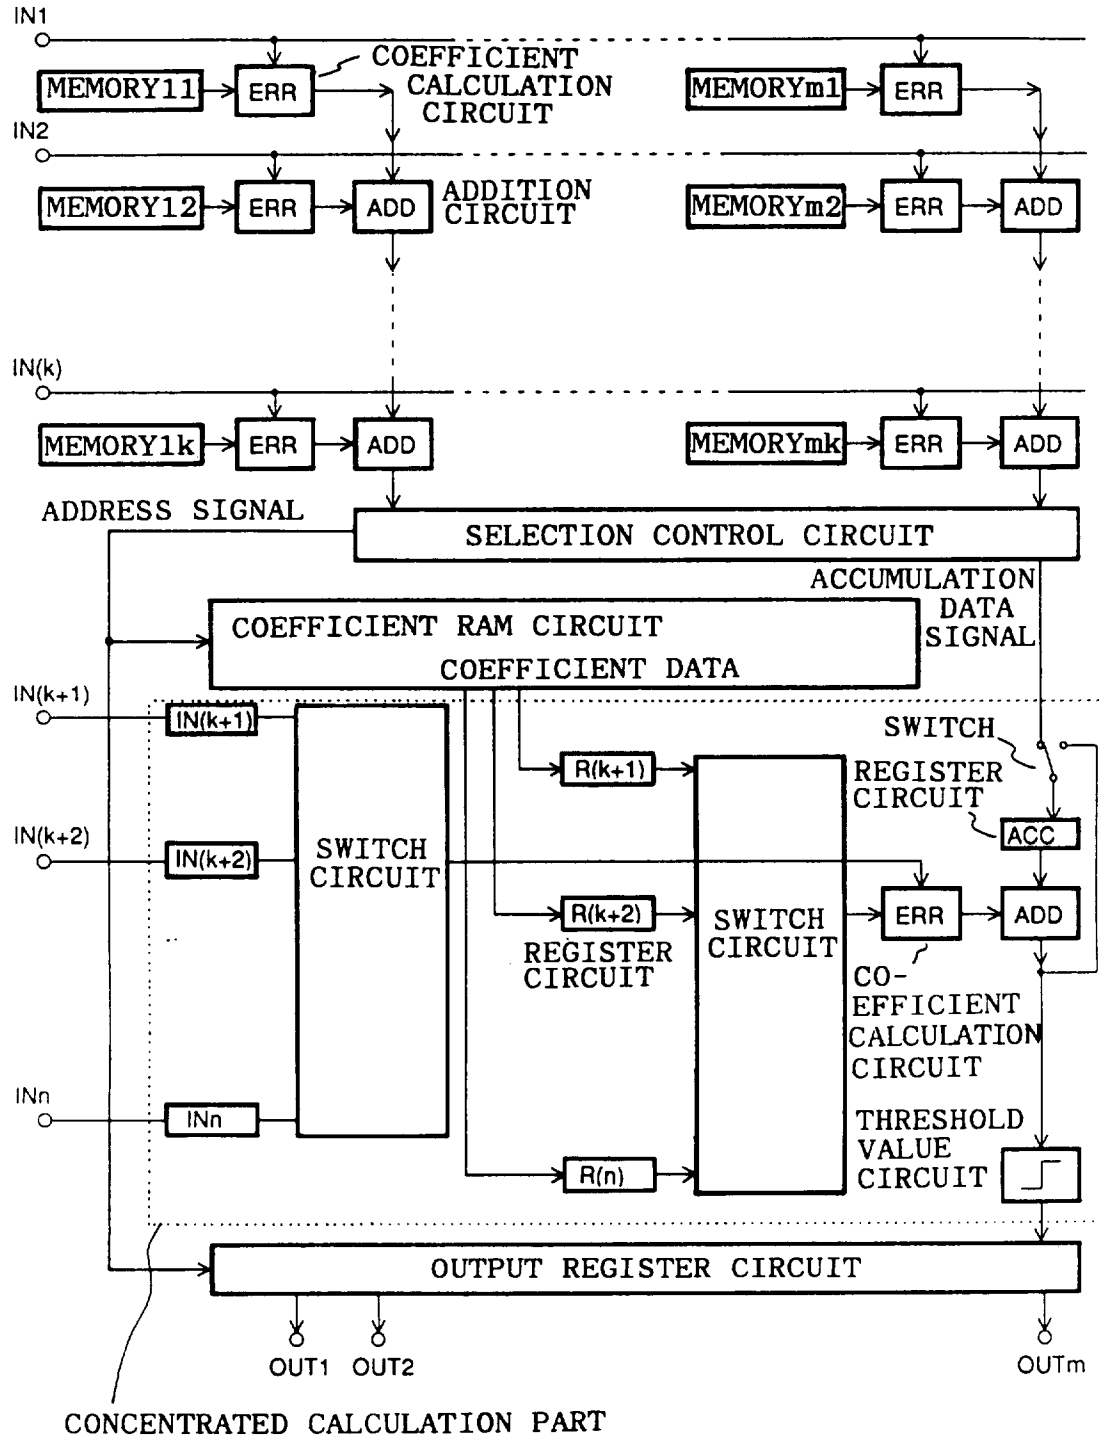 IN1
COEFFICIENT
CALCULATION
CIRCUIT
MEMORY11
ERR
MEMORYm1
ERR
IN2
MEMORY12
ERR
ADD
ADDITION
CIRCUIT
MEMORYm2
ERR
ADD
IN(k)
MEMORY1k
ERR
ADD
MEMORYmk
ERR
ADD
ADDRESS SIGNAL
SELECTION CONTROL CIRCUIT
ACCUMULATION
DATA
SIGNAL
COEFFICIENT RAM CIRCUIT
COEFFICIENT DATA
IN(k+1)
IN(k+1)
R(k+1)
SWITCH
REGISTER
CIRCUIT
ACC
IN(k+2)
IN(k+2)
SWITCH
CIRCUIT
R(k+2)
REGISTER
CIRCUIT
SWITCH
CIRCUIT
ERR
ADD
CO-
EFFICIENT
CALCULATION
CIRCUIT
INn
INn
R(n)
THRESHOLD
VALUE
CIRCUIT
OUTPUT REGISTER CIRCUIT
OUT1
OUT2
OUTm
CONCENTRATED CALCULATION PART